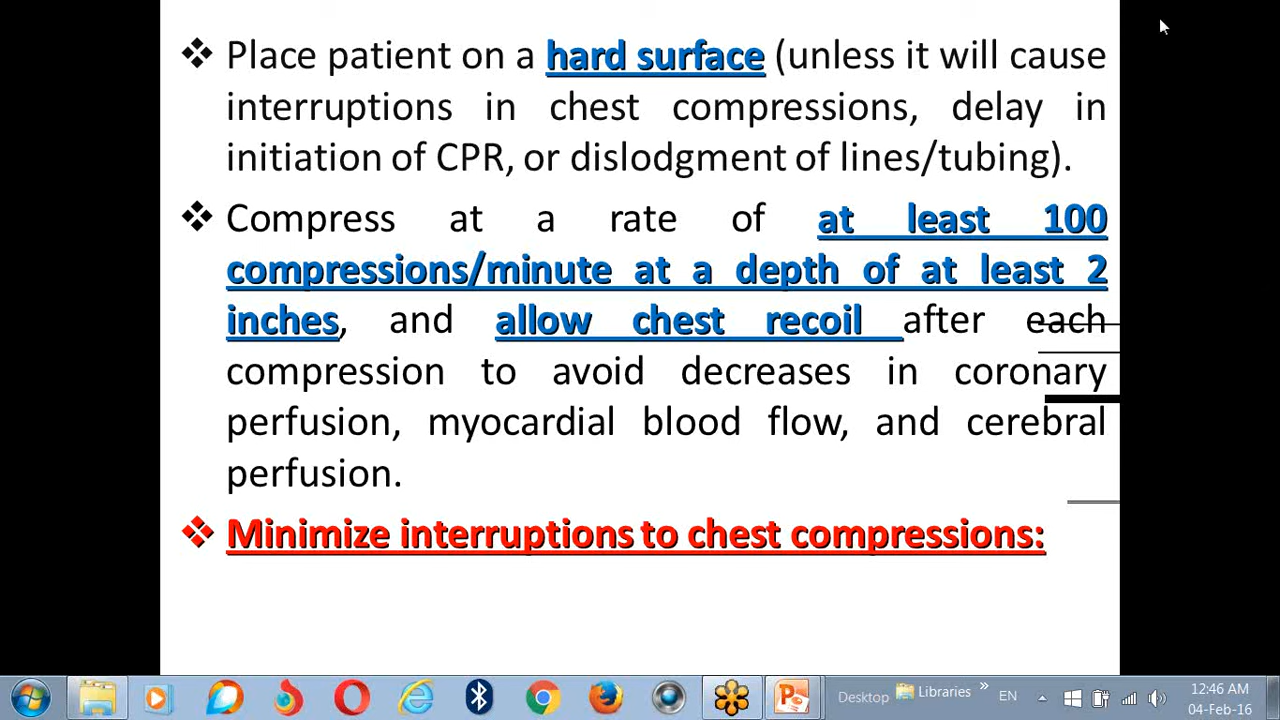 ❖ Place patient on a hard surface (unless it will cause
interruptions in chest compressions, delay in
initiation of CPR, or dislodgment of lines/tubing).
❖ Compress at a rate of at least 100
compressions/minute at a depth of at least 2
inches, and allow chest recoil after each
compression to avoid decreases in coronary
perfusion, myocardial blood flow, and cerebral
perfusion.
❖ Minimize interruptions to chest compressions:
Desktop Libraries » EN 12:46 AM
04-Feb-16